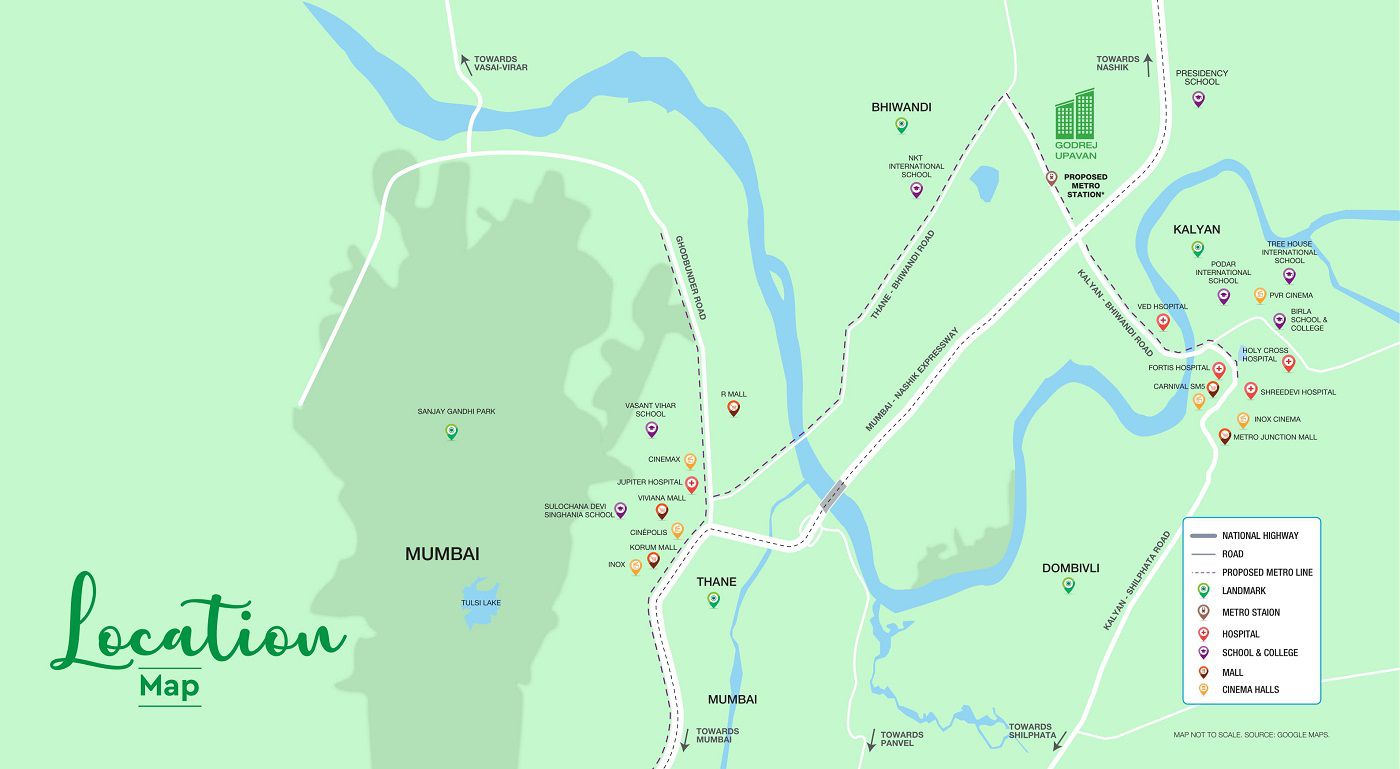 TOWARDS
VASAI-VIRAR
TOWARDS
NASHIK
PRESIDENCY
SCHOOL
BHIWANDI
GODREJ
UPAVAN
NKT
INTERNATIONAL
SCHOOL
PROPOSED
METRO
STATION*
KALYAN
TREE HOUSE
INTERNATIONAL
SCHOOL
PODAR
INTERNATIONAL
SCHOOL
PVR CINEMA
BIRLA
SCHOOL &
COLLEGE
GHODBUNDER ROAD
THANE - BHIWANDI ROAD
KALYAN - BHIWANDI ROAD
VED HSOPITAL
MUMBAI - NASHIK EXPRESSWAY
HOLY CROSS
HOSPITAL
FORTIS HOSPITAL
CARNIVAL SM5
SHREEDEVI HOSPITAL
INOX CINEMA
METRO JUNCTION MALL
SANJAY GANDHI PARK
R MALL
VASANT VIHAR
SCHOOL
CINEMAX
JUPITER HOSPITAL
VIVIANA MALL
SULOCHANA DEVI
SINGHANIA SCHOOL
CINÉPOLIS
KORUM MALL
INOX
MUMBAI
TULSI LAKE
THANE
DOMBIVLI
KALYAN - SHILPHATA ROAD
Location
Map
MUMBAI
TOWARDS
MUMBAI
TOWARDS
PANVEL
TOWARDS
SHILPHATA
NATIONAL HIGHWAY
ROAD
PROPOSED METRO LINE
LANDMARK
METRO STAION
HOSPITAL
SCHOOL & COLLEGE
MALL
CINEMA HALLS
MAP NOT TO SCALE. SOURCE: GOOGLE MAPS.